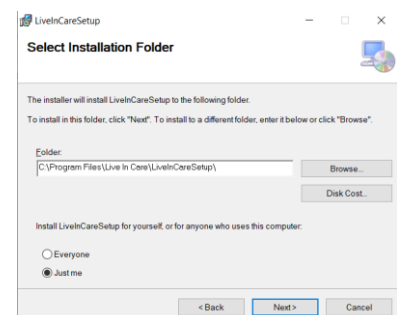 LiveInCareSetup
Select Installation Folder
The installer will install LiveInCareSetup to the following folder.
To install in this folder, click "Next". To install to a different folder, enter it below or click "Browse".
Folder:
C:\Program Files\Live In Care\LiveInCareSetup\
Browse...
Disk Cost...
Install LiveInCareSetup for yourself, or for anyone who uses this computer:
Everyone
Just me
< Back
Next >
Cancel